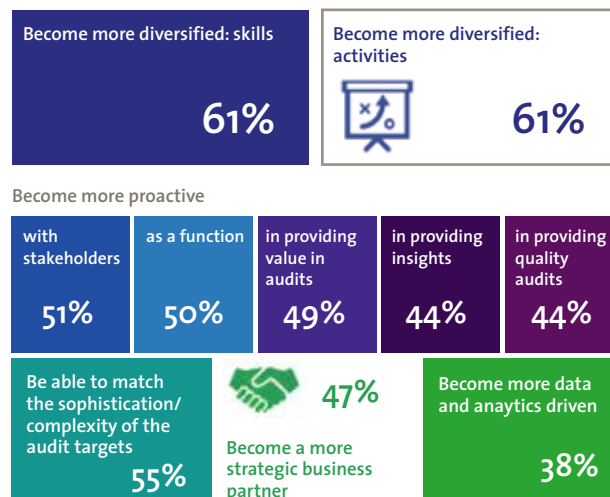 Become more diversified: skills
61%
Become more diversified:
activities
61%
Become more proactive
with
stakeholders
51%
as a function
50%
in providing
value in
audits
49%
in providing
insights
44%
in providing
quality
audits
44%
Be able to match
the sophistication/
complexity of the
audit targets
55%
47%
Become a more
strategic business
partner
Become more data
and anaytics driven
38%